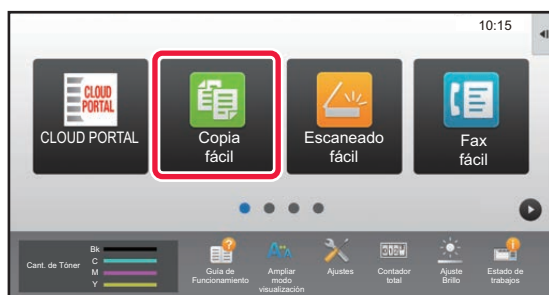 10:15
CLOUD
PORTAL
CLOUD PORTAL
Copia
fácil
Escaneado
fácil
Fax
fácil
Cant. de Tóner
Bk
C
M
Y
Guía de
Funcionamiento
Ampliar
modo
visualización
Ajustes
Contador
total
Ajuste
Brillo
Estado de
trabajos